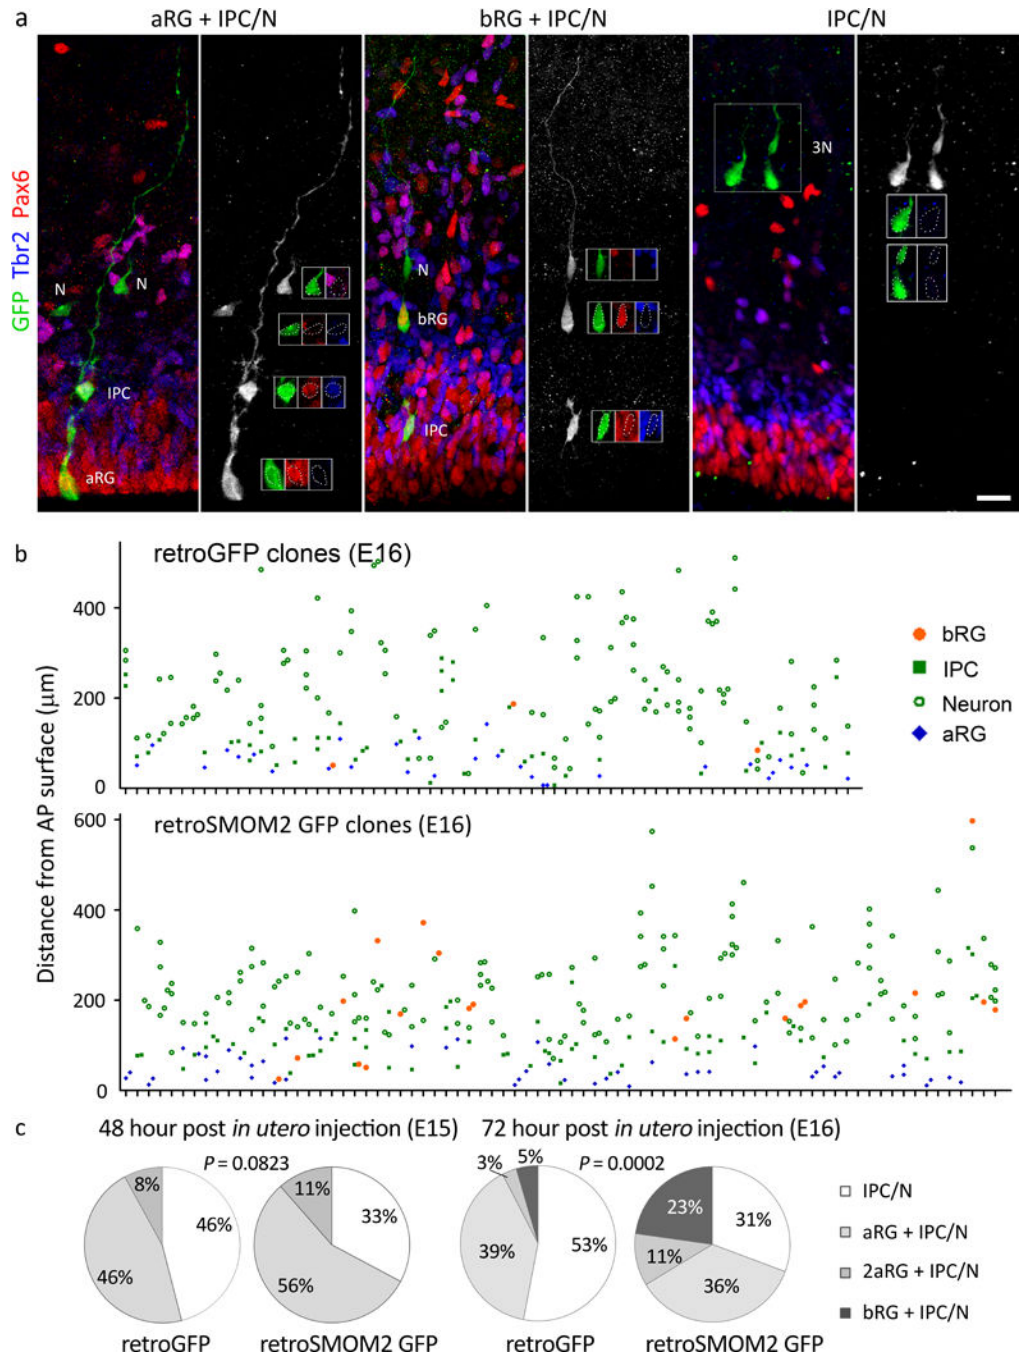 a
aRG + IPC/N
bRG + IPC/N
IPC/N
GFP Tbr2 Pax6
N
N
IPC
aRG
N
bRG
IPC
3N
b
retroGFP clones (E16)
400
200
0
bRG
IPC
Neuron
aRG
Distance from AP surface (µm)
retroSMOM2 GFP clones (E16)
600
400
200
0
c
48 hour post in utero injection (E15)
72 hour post in utero injection (E16)
P = 0.0823
8%
46%
46%
retroGFP
11%
33%
56%
retroSMOM2 GFP
P = 0.0002
3%
5%
39%
53%
retroGFP
23%
31%
11%
36%
retroSMOM2 GFP
IPC/N
aRG + IPC/N
2aRG + IPC/N
bRG + IPC/N